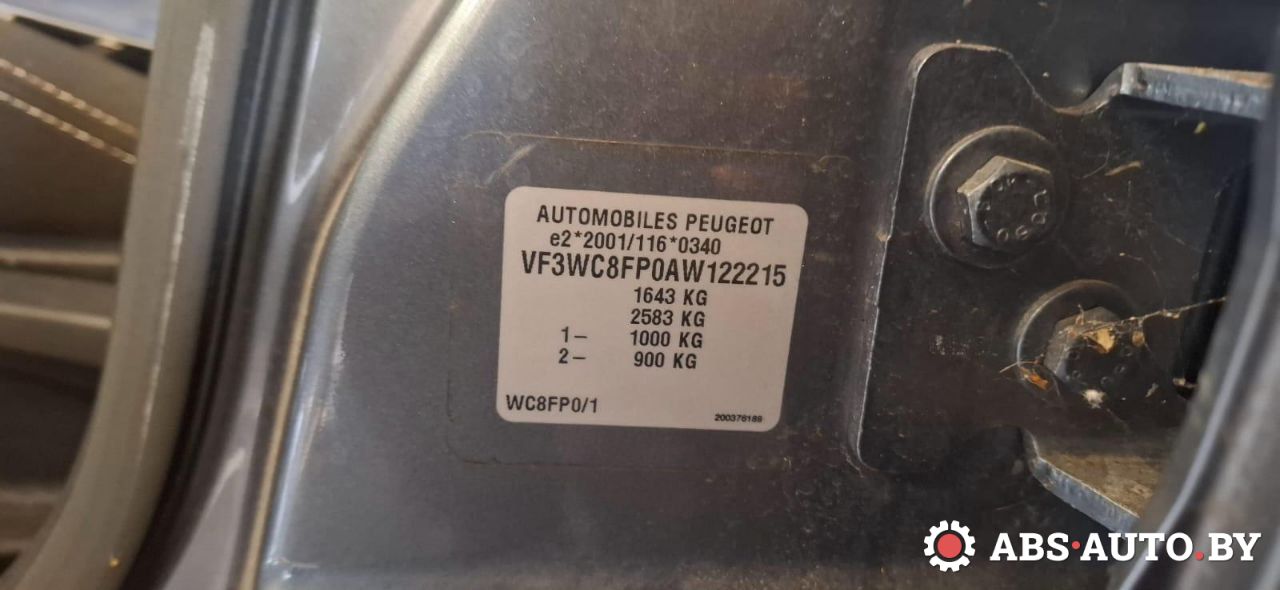 AUTOMOBILES PEUGEOT
e2*2001/116*0340
VF3WC8FP0AW122215
1643 KG
2583 KG
1– 1000 KG
2– 900 KG
WC8FP0/1 200376189
ABS·AUTO.BY